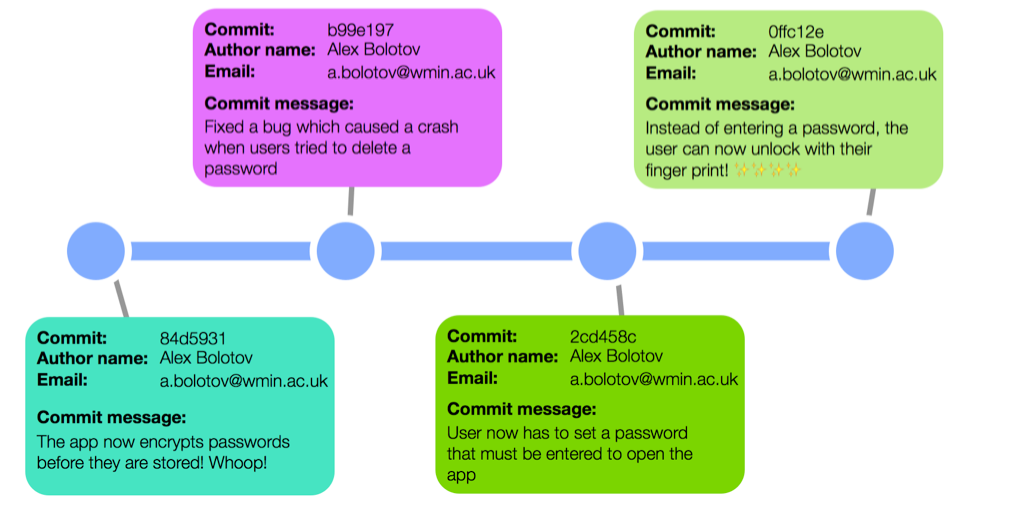 Commit: b99e197
Author name: Alex Bolotov
Email: a.bolotov@wmin.ac.uk
Commit message:
Fixed a bug which caused a crash
when users tried to delete a
password
Commit: 0ffc12e
Author name: Alex Bolotov
Email: a.bolotov@wmin.ac.uk
Commit message:
Instead of entering a password, the
user can now unlock with their
finger print! ✨✨✨✨
Commit: 84d5931
Author name: Alex Bolotov
Email: a.bolotov@wmin.ac.uk
Commit message:
The app now encrypts passwords
before they are stored! Whoop!
Commit: 2cd458c
Author name: Alex Bolotov
Email: a.bolotov@wmin.ac.uk
Commit message:
User now has to set a password
that must be entered to open the
app